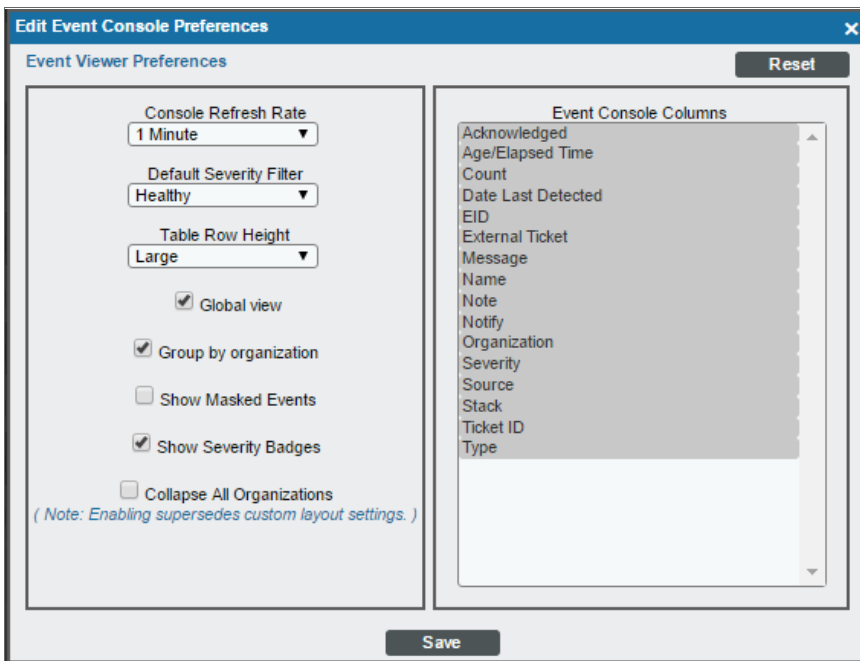 Edit Event Console Preferences
Event Viewer Preferences
Reset
Console Refresh Rate
1 Minute
Default Severity Filter
Healthy
Table Row Height
Large
Global view
Group by organization
Show Masked Events
Show Severity Badges
Collapse All Organizations
( Note: Enabling supersedes custom layout settings. )
Event Console Columns
Acknowledged
Age/Elapsed Time
Count
Date Last Detected
EID
External Ticket
Message
Name
Note
Notify
Organization
Severity
Source
Stack
Ticket ID
Type
Save